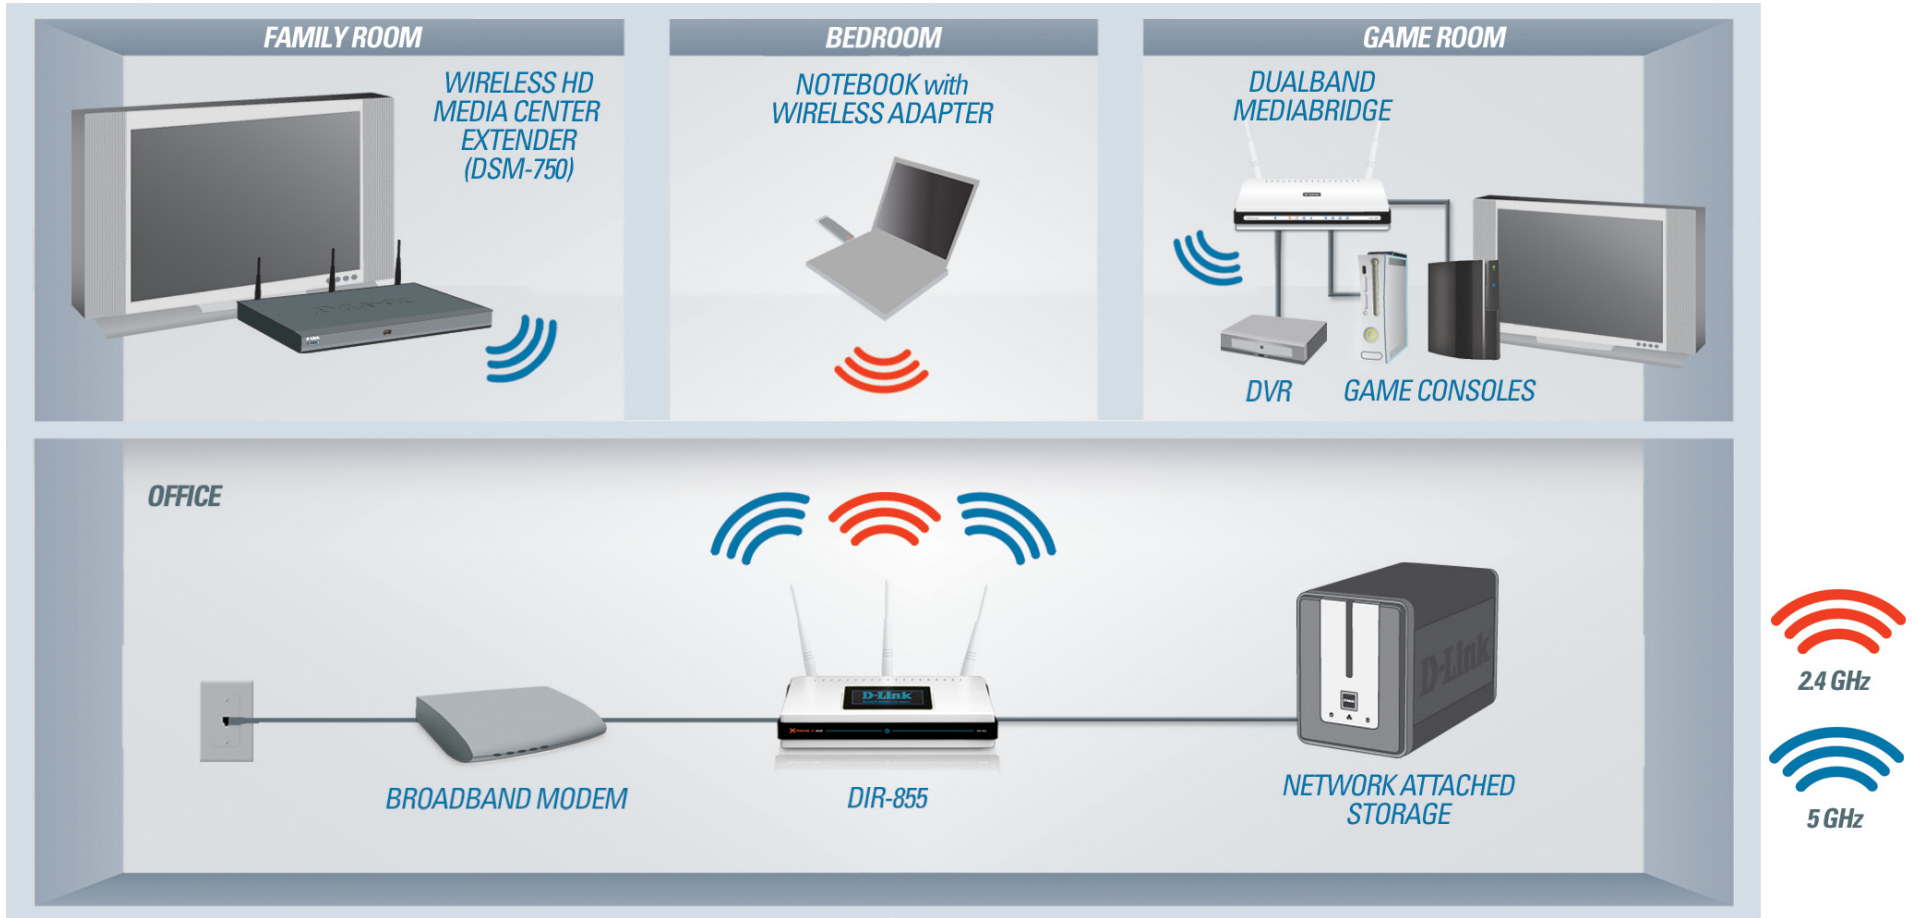 FAMILY ROOM
BEDROOM
GAME ROOM
WIRELESS HD
MEDIA CENTER
EXTENDER
(DSM-750)
NOTEBOOK with
WIRELESS ADAPTER
DUALBAND
MEDIABRIDGE
DVR
GAME CONSOLES
OFFICE
D-Link
D-Link
BROADBAND MODEM
DIR-855
NETWORK ATTACHED
STORAGE
2.4 GHz
5 GHz